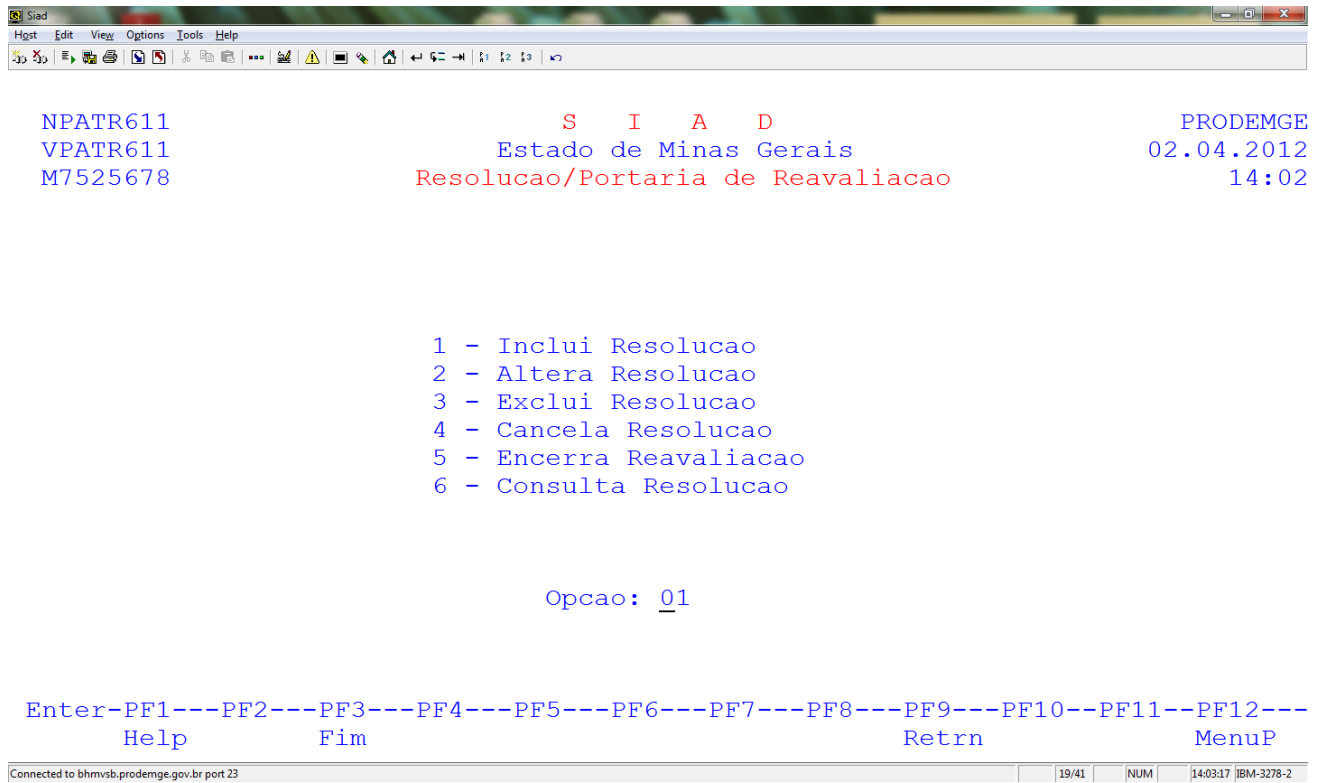 Siad
Host Edit View Options Tools Help
NPATR611 S I A D PRODEMGE
VPATR611 Estado de Minas Gerais 02.04.2012
M7525678 Resolucao/Portaria de Reavaliacao 14:02
1 - Inclui Resolucao
2 - Altera Resolucao
3 - Exclui Resolucao
4 - Cancela Resolucao
5 - Encerra Reavaliacao
6 - Consulta Resolucao
Opcao: 01
Enter-PF1---PF2---PF3---PF4---PF5---PF6---PF7---PF8---PF9---PF10--PF11--PF12---
Help Fim Retrn MenuP
Connected to bhmvsb.prodemge.gov.br port 23 19/41 NUM 14:03:17 IBM-3278-2